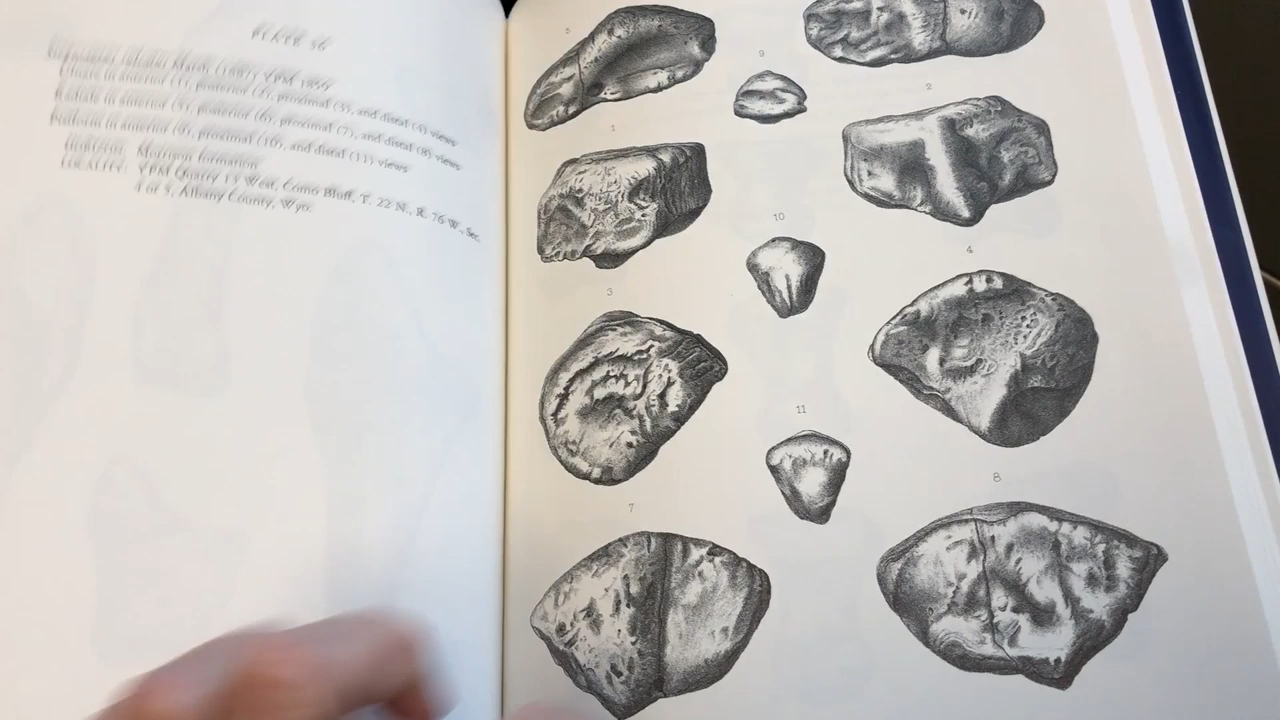 PLATE 56
Marsh (1887) YPM
Ulnare in anterior (1), posterior (2), proximal (3), and distal (4) views
Radiale in anterior (5), posterior (6), proximal (7), and distal (8) views
Pisiform in anterior (9), proximal (10), and distal (11) views
HORIZON: Morrison formation
LOCALITY: YPM Quarry 13 West, Como Bluff, T. 22 N., R. 76 W., Sec.
4 or 5, Albany County, Wyo.
5
9
2
1
10
4
3
11
8
7